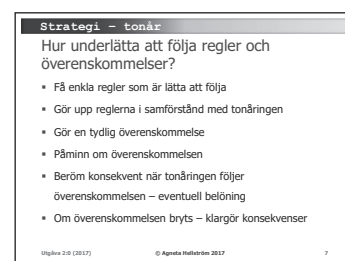 Strategi – tonår
Hur underlätta att följa regler och
överenskommelser?
▪ Få enkla regler som är lätta att följa
▪ Gör upp reglerna i samförstånd med tonåringen
▪ Gör en tydlig överenskommelse
▪ Påminn om överenskommelsen
▪ Beröm konsekvent när tonåringen följer
överenskommelsen – eventuell belöning
▪ Om överenskommelsen bryts – klargör konsekvenser
Utgåva 2:0 (2017) © Agneta Hellström 2017 7